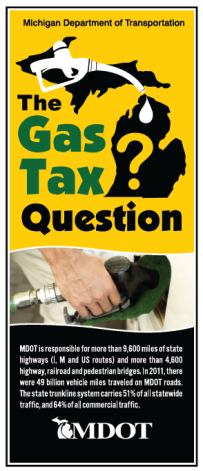 Michigan Department of Transportation
The
Gas
Tax
?
Question
MDOT is responsible for more than 9,600 miles of state
highways (I, M and US routes) and more than 4,600
highway, railroad and pedestrian bridges. In 2011, there
were 49 billion vehicle miles traveled on MDOT roads.
The state trunkline system carries 51% of all statewide
traffic, and 64% of all commercial traffic.
MDOT